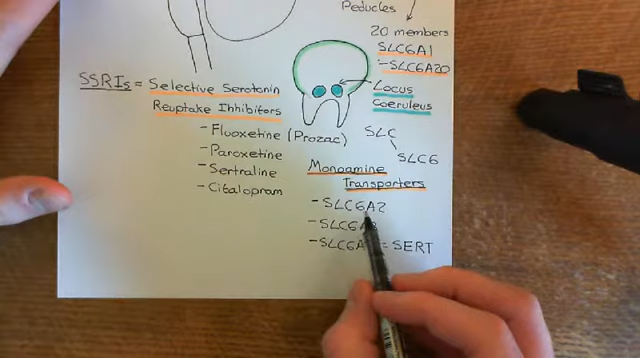 Peducles
20 members
SLC6A1
-SLC6A20
SSRIs = Selective Serotonin
Reuptake Inhibitors
Locus
Coeruleus
- Fluoxetine (Prozac)
- Paroxetine
- Sertraline
- Citalopram
SLC
SLC6
Monoamine
Transporters
- SLC6A2
= SERT